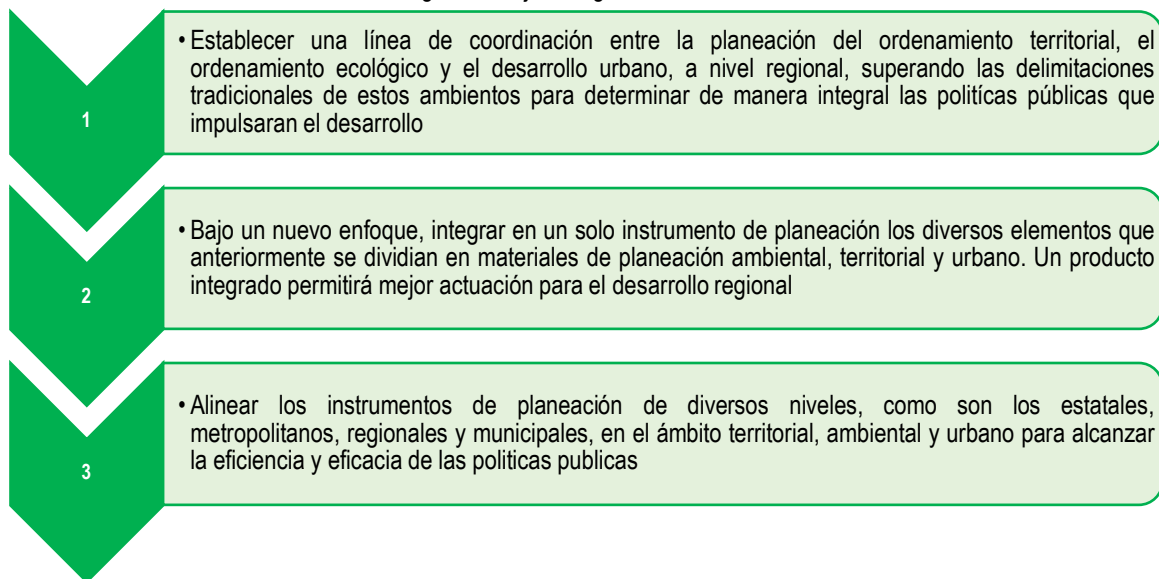 1
• Establecer una línea de coordinación entre la planeación del ordenamiento territorial, el
ordenamiento ecológico y el desarrollo urbano, a nivel regional, superando las delimitaciones
tradicionales de estos ambientos para determinar de manera integral las politícas públicas que
impulsaran el desarrollo
2
• Bajo un nuevo enfoque, integrar en un solo instrumento de planeación los diversos elementos que
anteriormente se dividian en materiales de planeación ambiental, territorial y urbano. Un producto
integrado permitirá mejor actuación para el desarrollo regional
3
• Alinear los instrumentos de planeación de diversos niveles, como son los estatales,
metropolitanos, regionales y municipales, en el ámbito territorial, ambiental y urbano para alcanzar
la eficiencia y eficacia de las politicas publicas